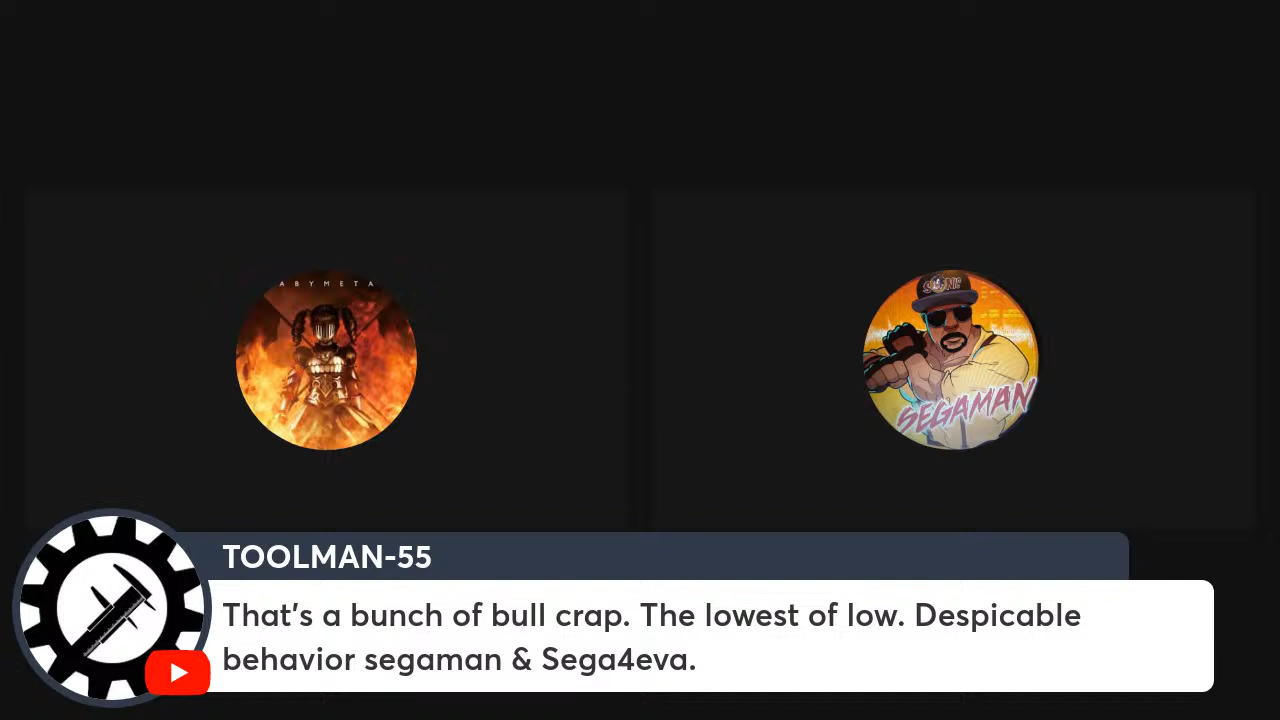 ABYMETA
SONIC
SEGAMAN
TOOLMAN-55
That's a bunch of bull crap. The lowest of low. Despicable
behavior segaman & Sega4eva.